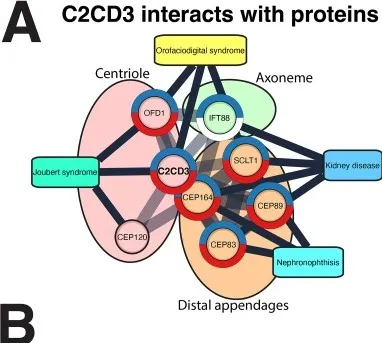 A
C2CD3 interacts with proteins
Orofaciodigital syndrome
Centriole
Axoneme
OFD1
IFT88
SCLT1
Joubert syndrome
C2CD3
Kidney disease
CEP164
CEP89
CEP120
CEP83
Nephronophthisis
Distal appendages
B